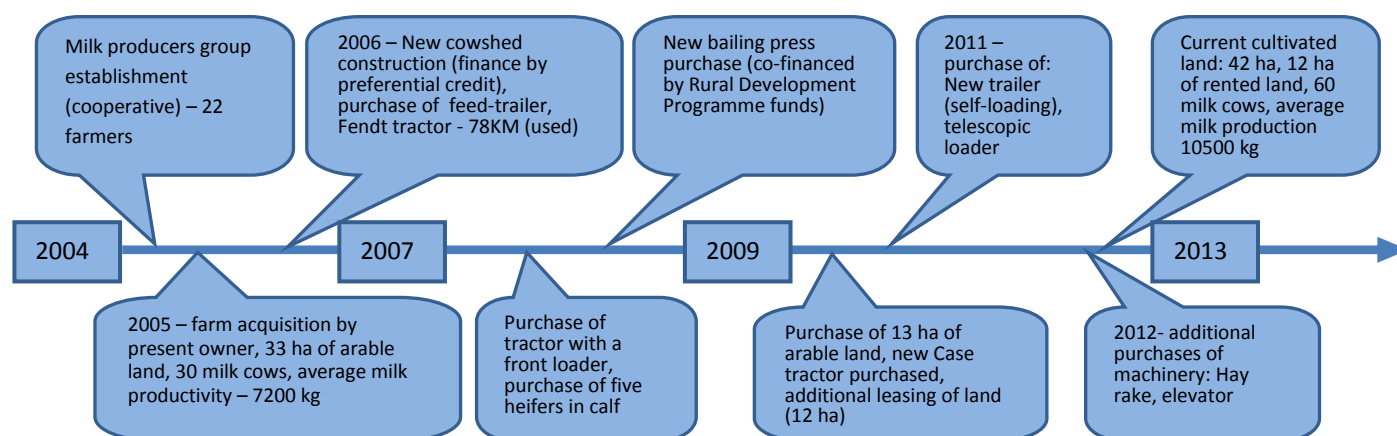 Milk producers group
establishment
(cooperative) – 22
farmers
2006 – New cowshed
construction (finance by
preferential credit),
purchase of feed-trailer,
Fendt tractor - 78KM (used)
New bailing press
purchase (co-financed
by Rural Development
Programme funds)
2011 –
purchase of:
New trailer
(self-loading),
telescopic
loader
Current cultivated
land: 42 ha, 12 ha
of rented land, 60
milk cows, average
milk production
10500 kg
2004
2007
2009
2013
2005 – farm acquisition by
present owner, 33 ha of arable
land, 30 milk cows, average milk
productivity – 7200 kg
Purchase of
tractor with a
front loader,
purchase of five
heifers in calf
Purchase of 13 ha of
arable land, new Case
tractor purchased,
additional leasing of land
(12 ha)
2012- additional
purchases of
machinery: Hay
rake, elevator